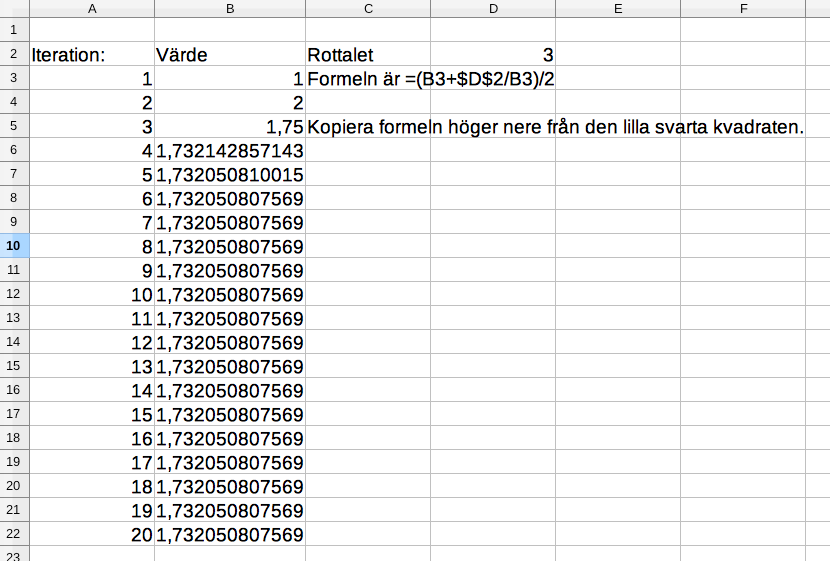 A B C D E F
1
2 Iteration: Värde Rottalet 3
3 1 1 Formeln är =(B3+$D$2/B3)/2
4 2 2
5 3 1,75 Kopiera formeln höger nere från den lilla svarta kvadraten.
6 4 1,732142857143
7 5 1,732050810015
8 6 1,732050807569
9 7 1,732050807569
10 8 1,732050807569
11 9 1,732050807569
12 10 1,732050807569
13 11 1,732050807569
14 12 1,732050807569
15 13 1,732050807569
16 14 1,732050807569
17 15 1,732050807569
18 16 1,732050807569
19 17 1,732050807569
20 18 1,732050807569
21 19 1,732050807569
22 20 1,732050807569
23